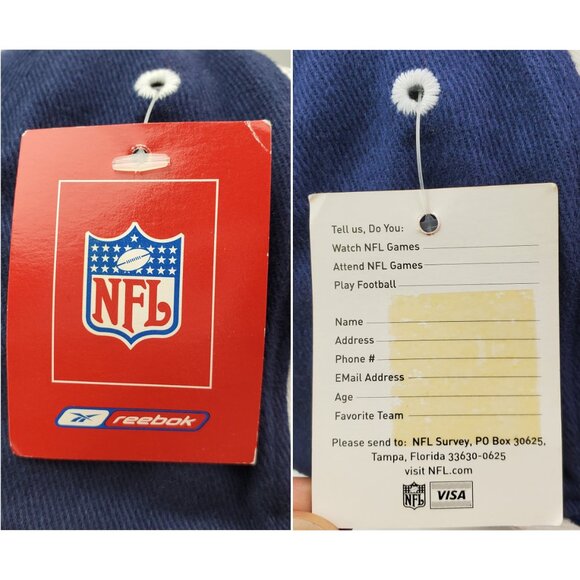 NFL
reebok
Tell us, Do You:
Watch NFL Games
Attend NFL Games
Play Football
Name
Address
Phone #
EMail Address
Age
Favorite Team
Please send to: NFL Survey, PO Box 30625,
Tampa, Florida 33630-0625
visit NFL.com
NFL VISA